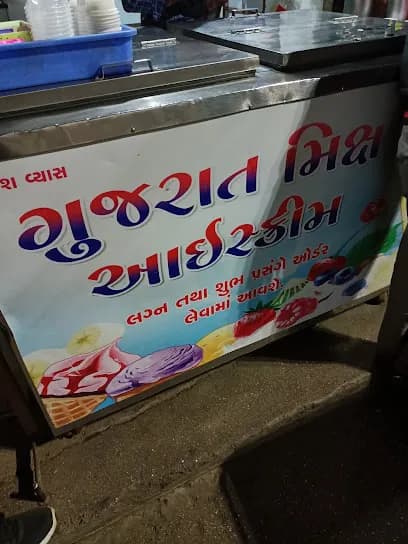 શ વ્યાસ
ગુજરાત મિક્ષ
આઈસ્ક્રીમ
લગ્ન તથા શુભ પ્રસંગે ઓર્ડર
લેવામાં આવશે.